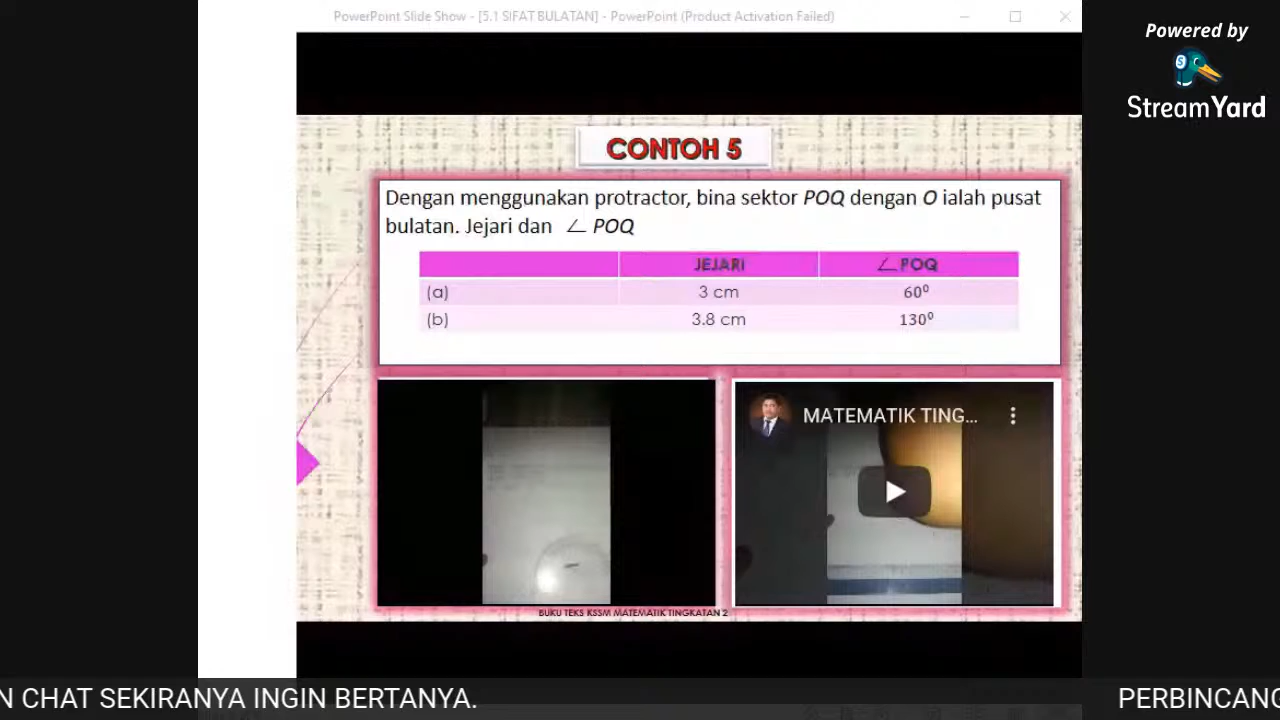 PowerPoint Slide Show - [5.1 SIFAT BULATAN] - PowerPoint (Product Activation Failed)
Powered by
StreamYard
CONTOH 5
Dengan menggunakan protractor, bina sektor POQ dengan O ialah pusat
bulatan. Jejari dan ∠ POQ
JEJARI ∠POQ
(a) 3 cm 60⁰
(b) 3.8 cm 130⁰
MATEMATIK TING...
BUKU TEKS KSSM MATEMATIK TINGKATAN 2
N CHAT SEKIRANYA INGIN BERTANYA. PERBINCANG